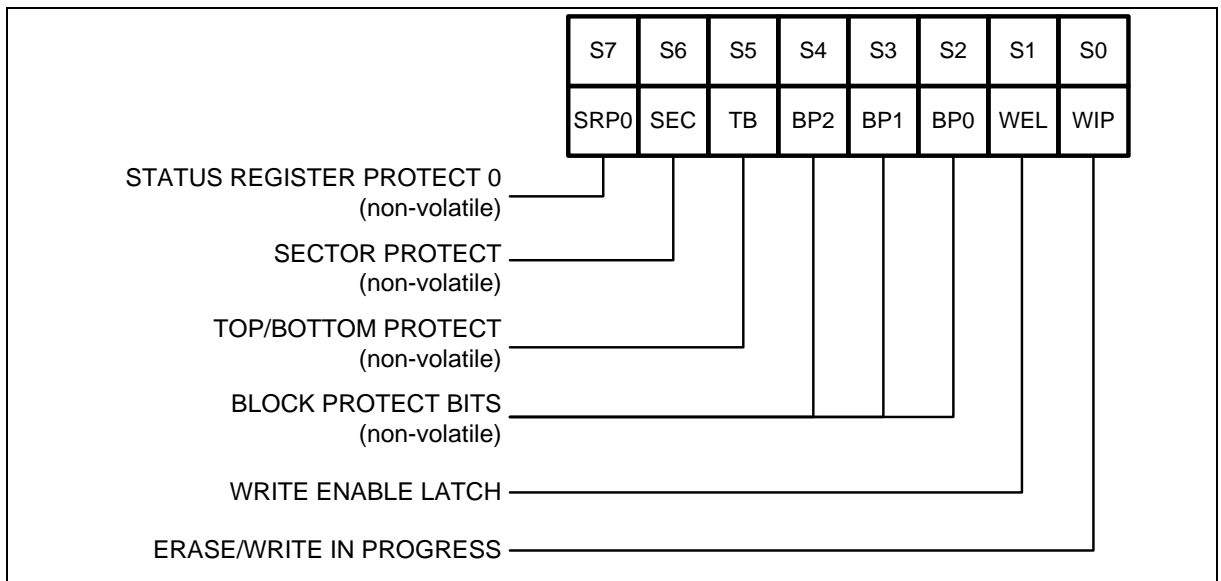 S7 S6 S5 S4 S3 S2 S1 S0
SRP0 SEC TB BP2 BP1 BP0 WEL WIP
STATUS REGISTER PROTECT 0
(non-volatile)
SECTOR PROTECT
(non-volatile)
TOP/BOTTOM PROTECT
(non-volatile)
BLOCK PROTECT BITS
(non-volatile)
WRITE ENABLE LATCH
ERASE/WRITE IN PROGRESS